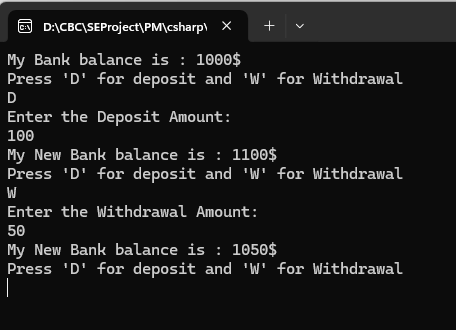 D:\CBC\SEProject\PM\csharp\
My Bank balance is : 1000$
Press 'D' for deposit and 'W' for Withdrawal
D
Enter the Deposit Amount:
100
My New Bank balance is : 1100$
Press 'D' for deposit and 'W' for Withdrawal
W
Enter the Withdrawal Amount:
50
My New Bank balance is : 1050$
Press 'D' for deposit and 'W' for Withdrawal